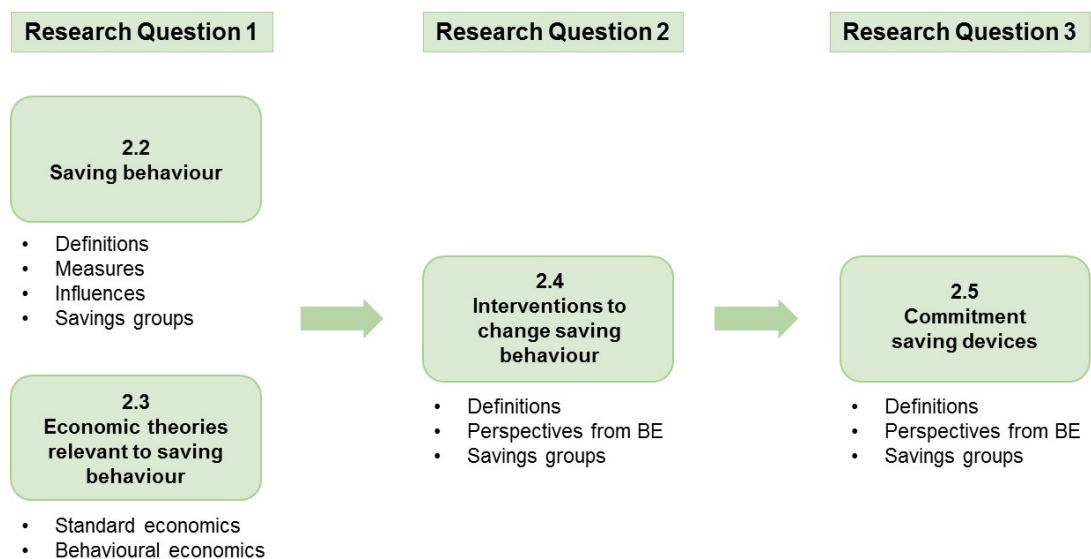 Research Question 1
Research Question 2
Research Question 3
2.2
Saving behaviour
• Definitions
• Measures
• Influences
• Savings groups
2.3
Economic theories
relevant to saving
behaviour
• Standard economics
• Behavioural economics
2.4
Interventions to
change saving
behaviour
• Definitions
• Perspectives from BE
• Savings groups
2.5
Commitment
saving devices
• Definitions
• Perspectives from BE
• Savings groups